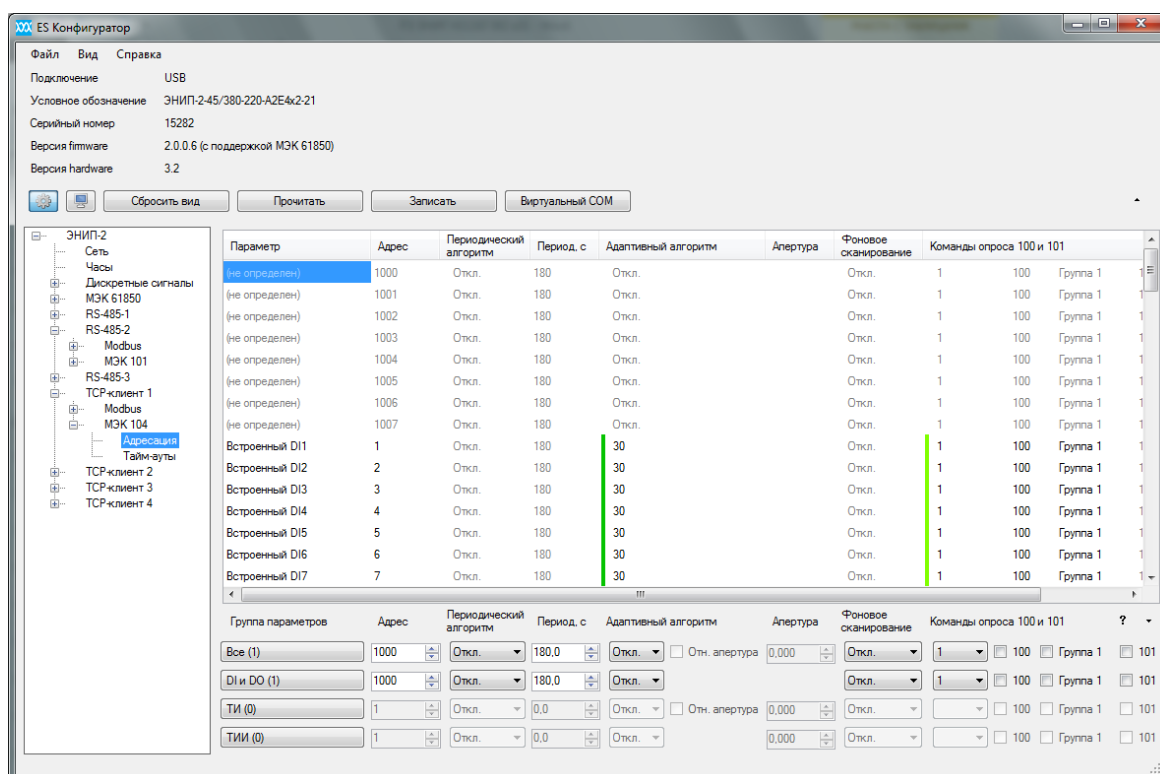 ES Конфигуратор
Файл Вид Справка
Подключение USB
Условное обозначение ЭНИП-2-45/380-220-A2E4x2-21
Серийный номер 15282
Версия firmware 2.0.0.6 (с поддержкой МЭК 61850)
Версия hardware 3.2
Сбросить вид Прочитать Записать Виртуальный COM
ЭНИП-2
Сеть
Часы
Дискретные сигналы
МЭК 61850
RS-485-1
RS-485-2
Modbus
МЭК 101
RS-485-3
TCP-клиент 1
Modbus
МЭК 104
Адресация
Тайм-ауты
TCP-клиент 2
TCP-клиент 3
TCP-клиент 4
Параметр Адрес Периодический алгоритм Период, с Адаптивный алгоритм Апертура Фоновое сканирование Команды опроса 100 и 101
(не определен) 1000 Откл. 180 Откл. Откл. 1 100 Группа 1 1
(не определен) 1001 Откл. 180 Откл. Откл. 1 100 Группа 1 1
(не определен) 1002 Откл. 180 Откл. Откл. 1 100 Группа 1 1
(не определен) 1003 Откл. 180 Откл. Откл. 1 100 Группа 1 1
(не определен) 1004 Откл. 180 Откл. Откл. 1 100 Группа 1 1
(не определен) 1005 Откл. 180 Откл. Откл. 1 100 Группа 1 1
(не определен) 1006 Откл. 180 Откл. Откл. 1 100 Группа 1 1
(не определен) 1007 Откл. 180 Откл. Откл. 1 100 Группа 1 1
Встроенный DI1 1 Откл. 180 30 Откл. 1 100 Группа 1 1
Встроенный DI2 2 Откл. 180 30 Откл. 1 100 Группа 1 1
Встроенный DI3 3 Откл. 180 30 Откл. 1 100 Группа 1 1
Встроенный DI4 4 Откл. 180 30 Откл. 1 100 Группа 1 1
Встроенный DI5 5 Откл. 180 30 Откл. 1 100 Группа 1 1
Встроенный DI6 6 Откл. 180 30 Откл. 1 100 Группа 1 1
Встроенный DI7 7 Откл. 180 30 Откл. 1 100 Группа 1 1
Группа параметров Адрес Периодический алгоритм Период, с Адаптивный алгоритм Апертура Фоновое сканирование Команды опроса 100 и 101 ?
Все (1) 1000 Откл. 180,0 Откл. Отн. апертура 0,000 Откл. 1 100 Группа 1 101
DI и DO (1) 1000 Откл. 180,0 Откл. Откл. 1 100 Группа 1 101
ТИ (0) 1 Откл. 0,0 Откл. Отн. апертура 0,000 Откл. 100 Группа 1 101
ТИИ (0) 1 Откл. 0,0 Откл. 0,000 Откл. 100 Группа 1 101